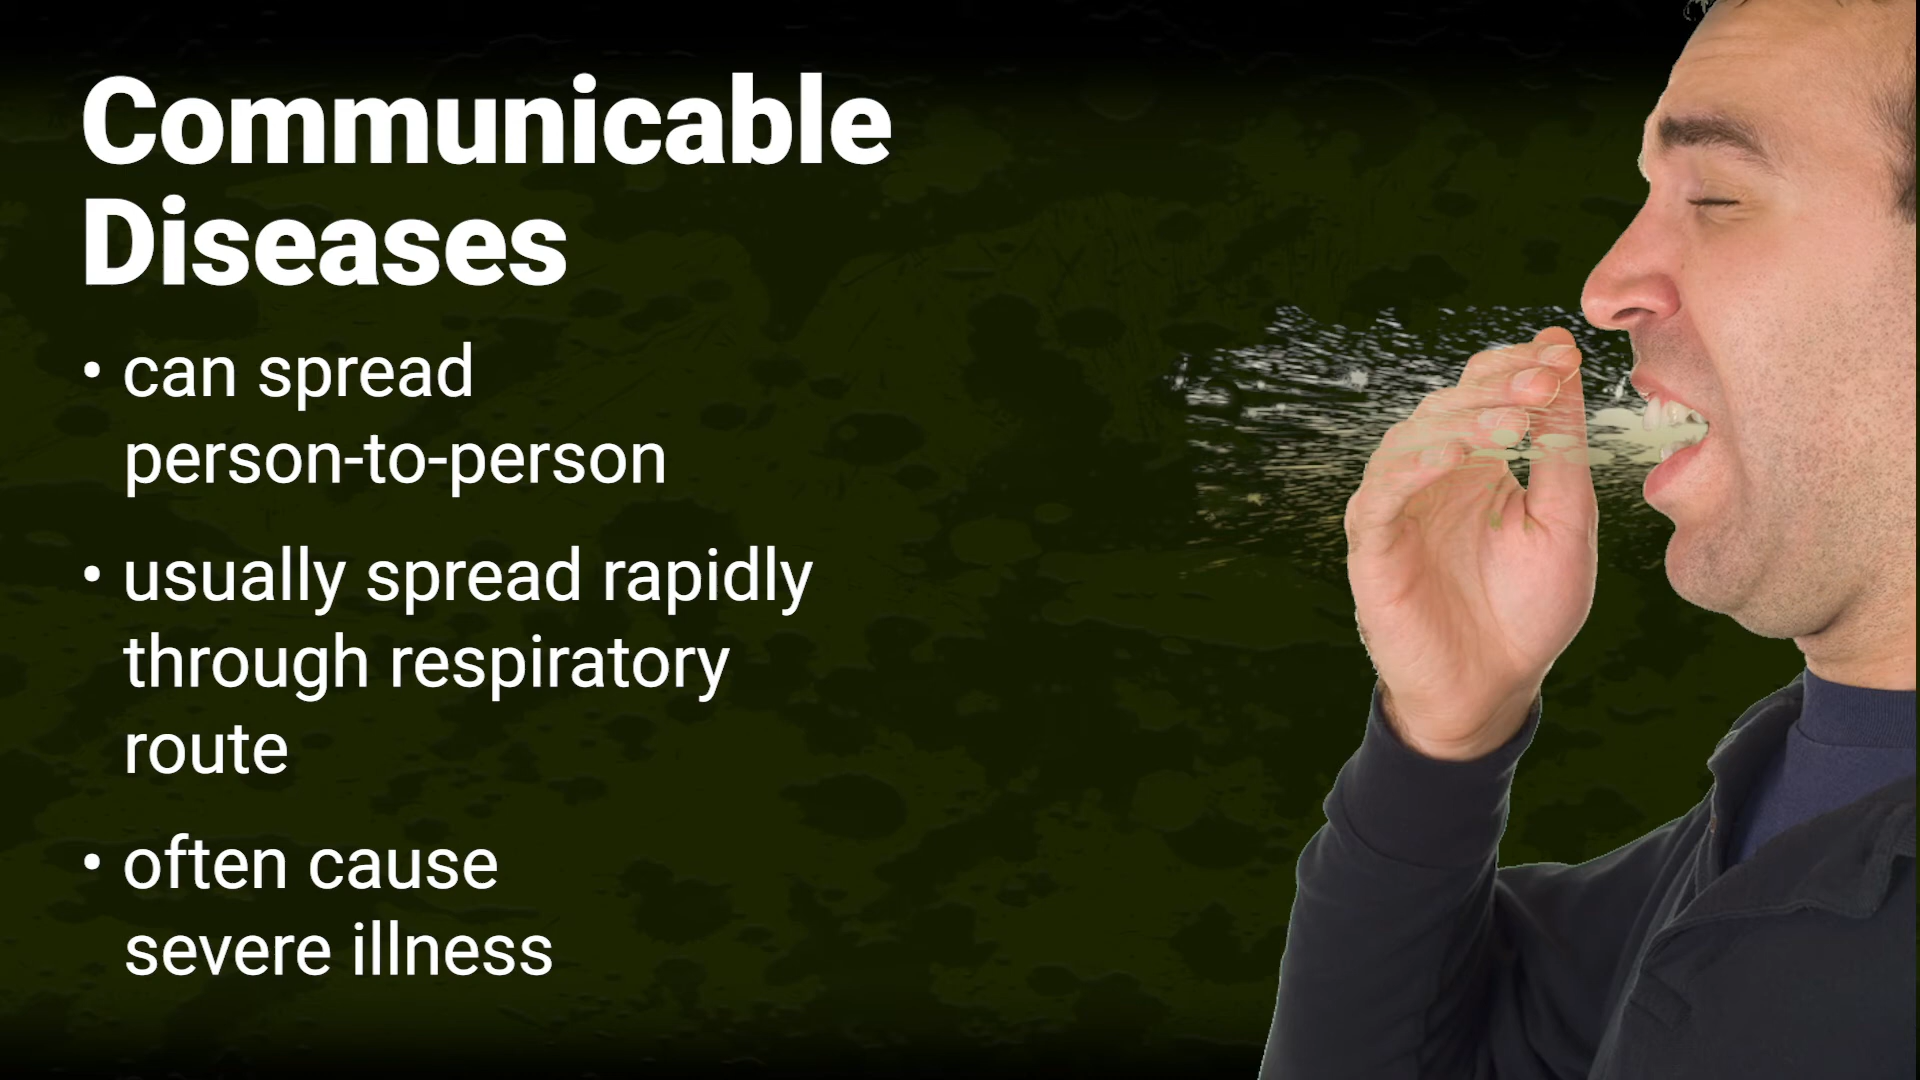 Communicable
Diseases
• can spread
person-to-person
• usually spread rapidly
through respiratory
route
• often cause
severe illness